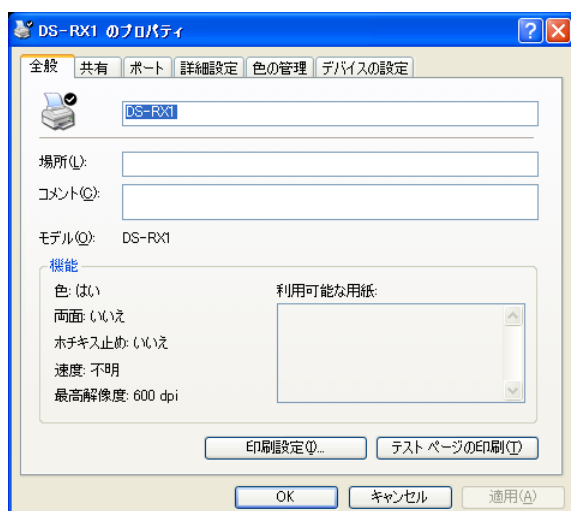 DS-RX1 のプロパティ
全般 共有 ポート 詳細設定 色の管理 デバイスの設定
DS-RX1
場所(L):
コメント(C):
モデル(O): DS-RX1
機能
色: はい 利用可能な用紙:
両面: いいえ
ホチキス止め: いいえ
速度: 不明
最高解像度: 600 dpi
印刷設定(I)... テスト ページの印刷(T)
OK キャンセル 適用(A)